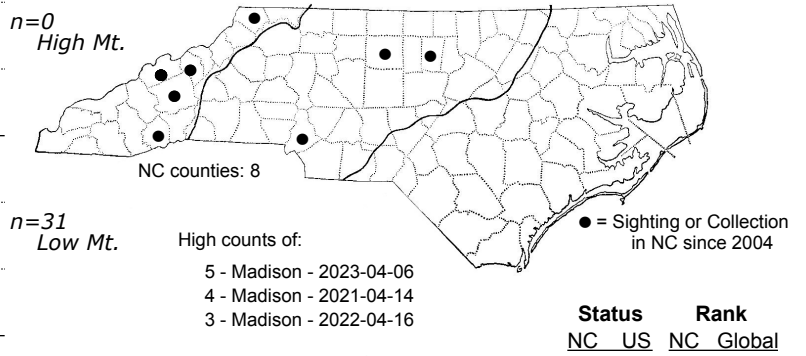 n=0
High Mt.
NC counties: 8
n=31
Low Mt.
High counts of:
5 - Madison - 2023-04-06
4 - Madison - 2021-04-14
3 - Madison - 2022-04-16
● = Sighting or Collection
in NC since 2004
Status Rank
NC US NC Global